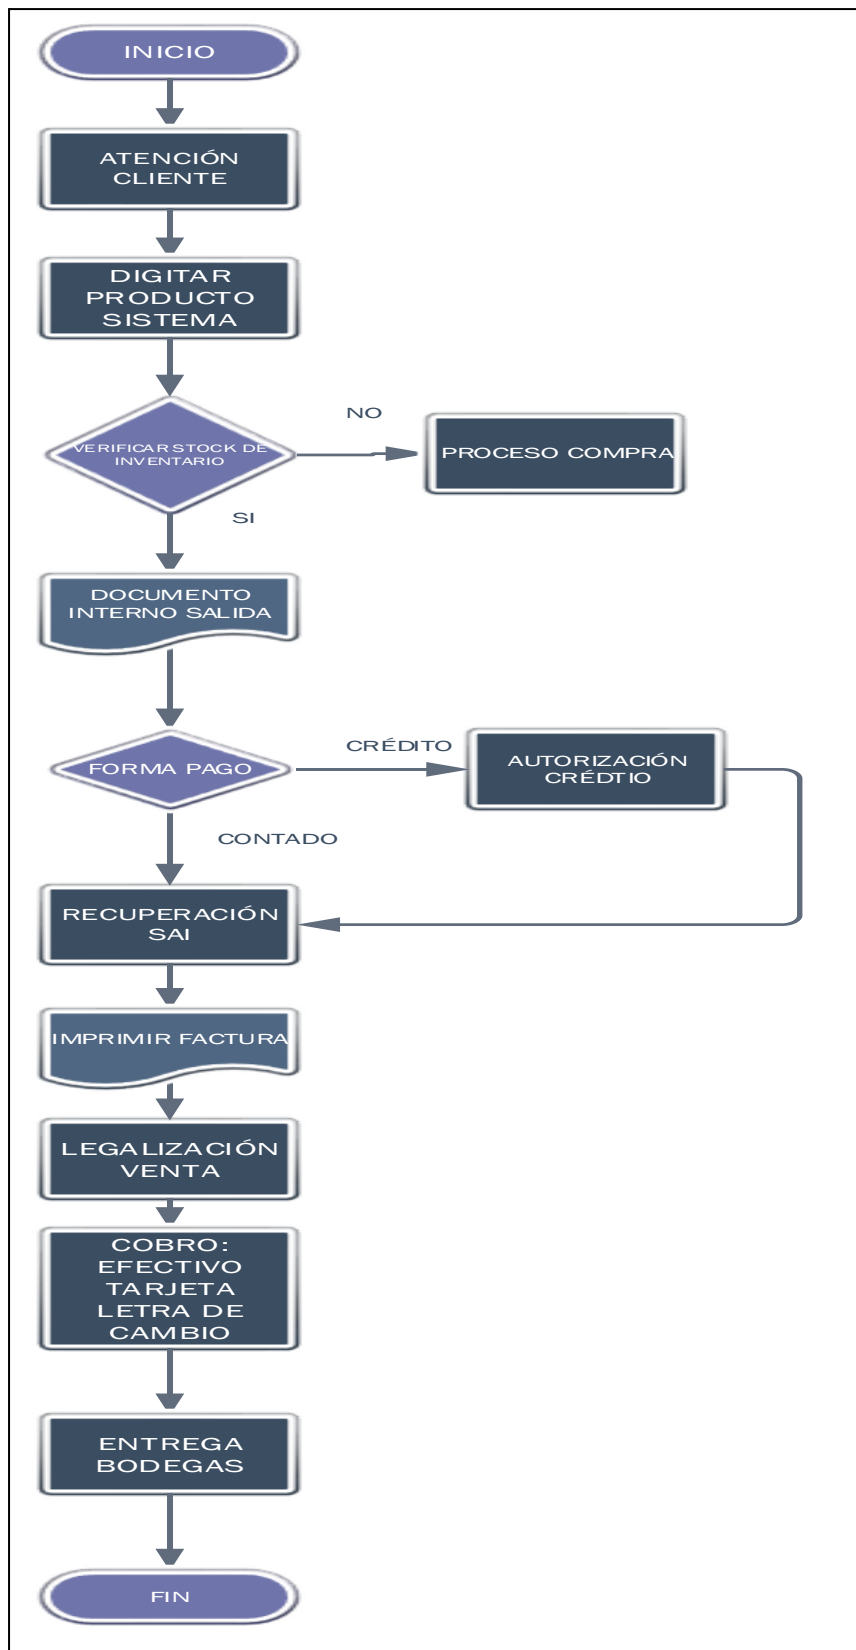 INICIO
ATENCIÓN
CLIENTE
DIGITAR
PRODUCTO
SISTEMA
VERIFICAR STOCK DE
INVENTARIO
NO
PROCESO COMPRA
SI
DOCUMENTO
INTERNO SALIDA
FORMA PAGO
CRÉDITO
AUTORIZACIÓN
CRÉDTIO
CONTADO
RECUPERACIÓN
SAI
IMPRIMIR FACTURA
LEGALIZACIÓN
VENTA
COBRO:
EFECTIVO
TARJETA
LETRA DE
CAMBIO
ENTREGA
BODEGAS
FIN